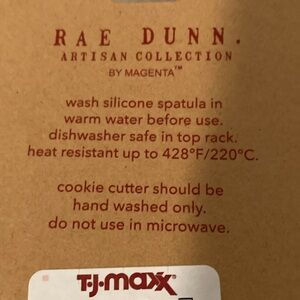 RAE DUNN.
ARTISAN COLLECTION
BY MAGENTA™
wash silicone spatula in
warm water before use.
dishwasher safe in top rack.
heat resistant up to 428°F/220°C.
cookie cutter should be
hand washed only.
do not use in microwave.
T·J·maxx